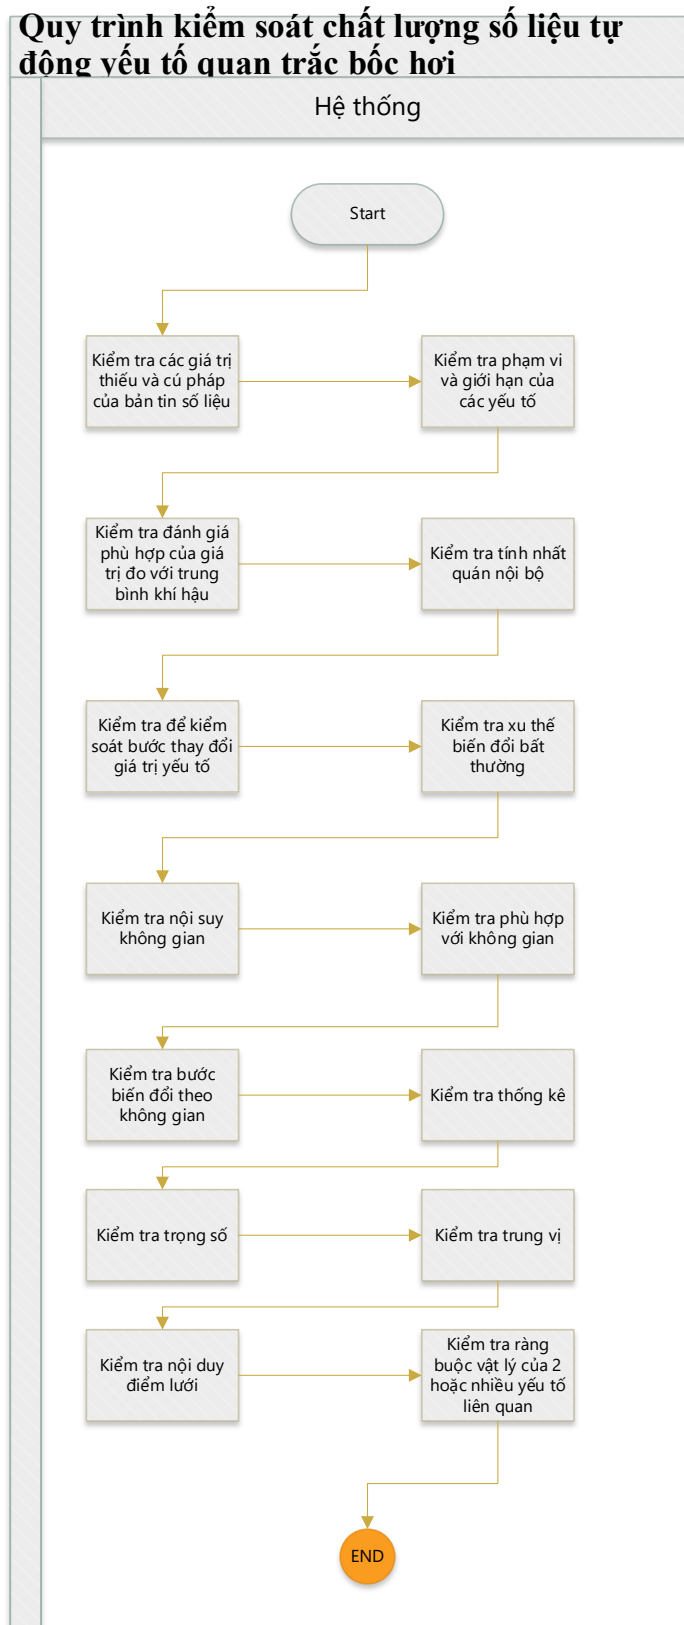 Quy trình kiểm soát chất lượng số liệu tự
động yếu tố quan trắc bốc hơi
Hệ thống
Start
Kiểm tra các giá trị
thiếu và cú pháp
của bản tin số liệu
Kiểm tra phạm vi
và giới hạn của
các yếu tố
Kiểm tra đánh giá
phù hợp của giá
trị đo với trung
bình khí hậu
Kiểm tra tính nhất
quán nội bộ
Kiểm tra để kiểm
soát bước thay đổi
giá trị yếu tố
Kiểm tra xu thế
biến đổi bất
thường
Kiểm tra nội suy
không gian
Kiểm tra phù hợp
với không gian
Kiểm tra bước
biến đổi theo
không gian
Kiểm tra thống kê
Kiểm tra trọng số
Kiểm tra trung vị
Kiểm tra nội duy
điểm lưới
Kiểm tra ràng
buộc vật lý của 2
hoặc nhiều yếu tố
liên quan
END